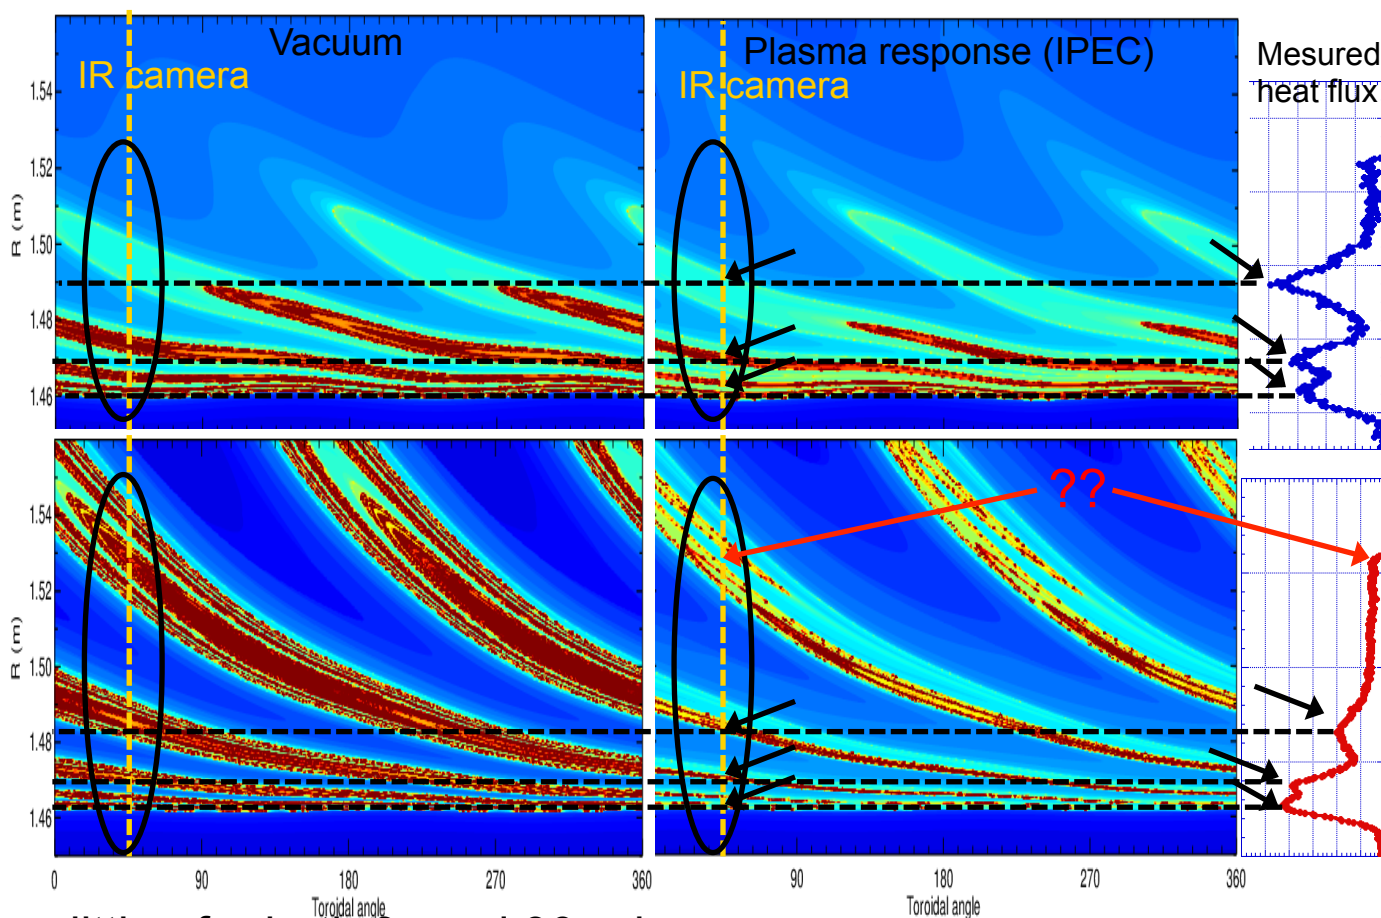 Vacuum
IR camera
Plasma response (IPEC)
IR camera
Mesured
heat flux
R (m)
1.54
1.52
1.50
1.48
1.46
??
R (m)
1.54
1.52
1.50
1.48
1.46
0 90 180 270 360
Toroidal angle
90 180 270 360
Toroidal angle